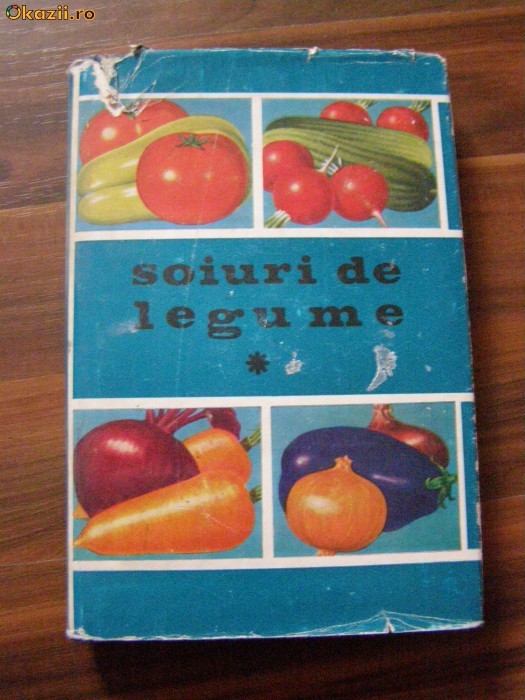 Okazii.ro
soiuri de
legume
*